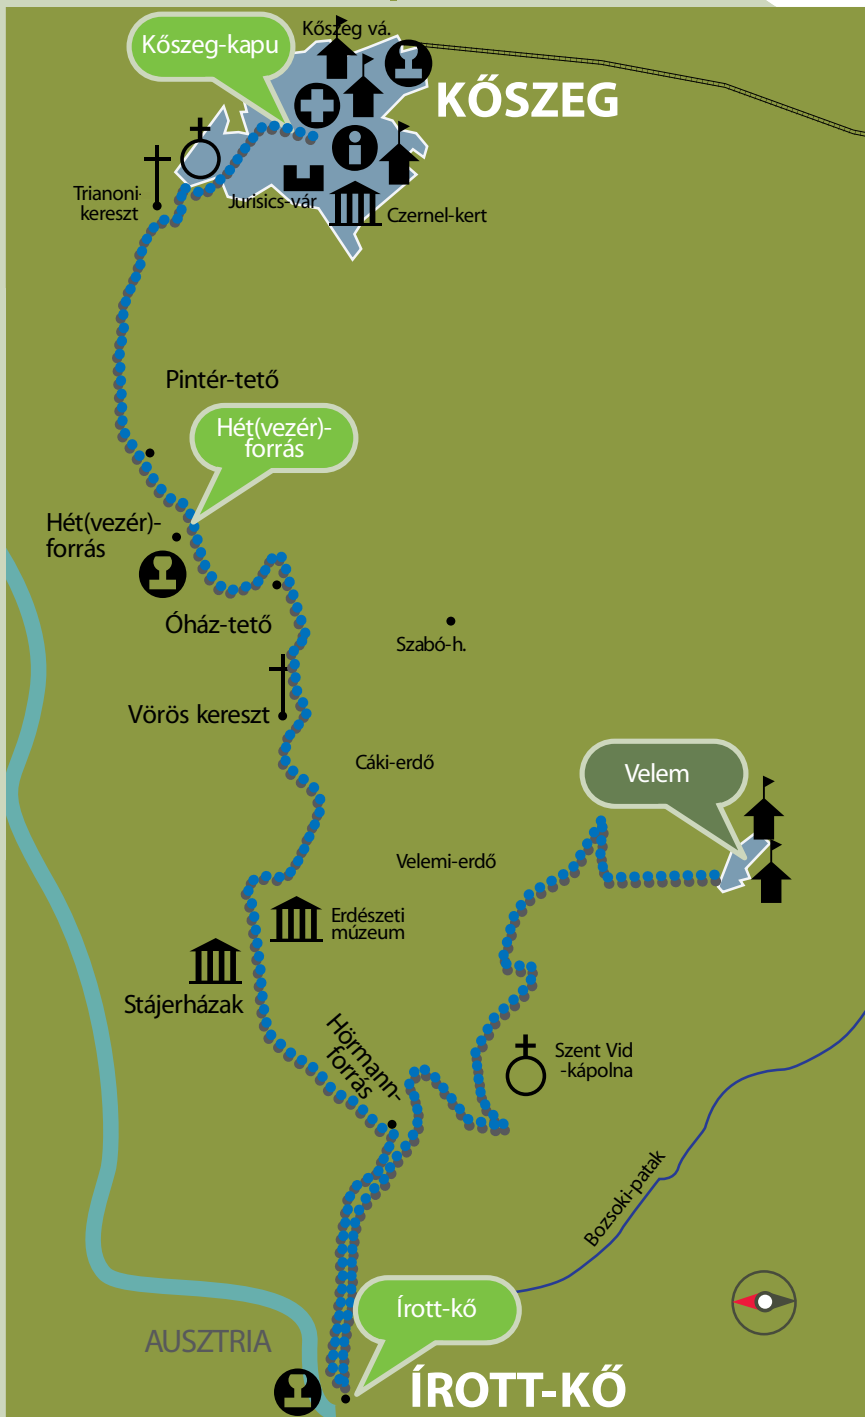 Kőszeg vá.
Kőszeg-kapu
KŐSZEG
Trianoni-
kereszt
Jurisics-vár
Czernel-kert
Pintér-tető
Hét(vezér)-
forrás
Hét(vezér)-
forrás
Óház-tető
Szabó-h.
Vörös kereszt
Cáki-erdő
Velem
Velemi-erdő
Erdészeti
múzeum
Stájerházak
Hörmann-
forrás
Szent Vid
-kápolna
Bozsoki-patak
Írott-kő
AUSZTRIA
ÍROTT-KŐ